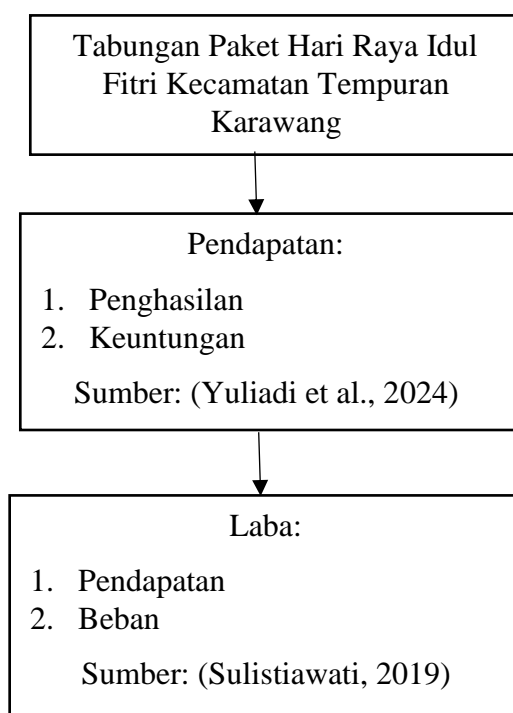 Tabungan Paket Hari Raya Idul
Fitri Kecamatan Tempuran
Karawang
Pendapatan:
1. Penghasilan
2. Keuntungan
Sumber: (Yuliadi et al., 2024)
Laba:
1. Pendapatan
2. Beban
Sumber: (Sulistiawati, 2019)